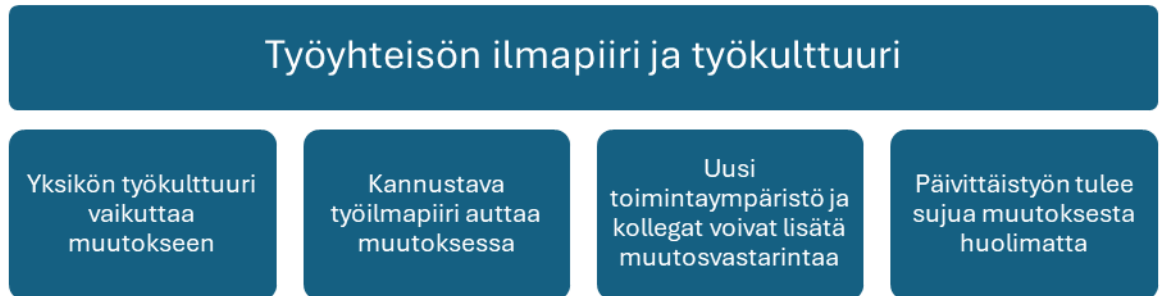 Työyhteisön ilmapiiri ja työkulttuuri
Yksikön työkulttuuri
vaikuttaa
muutokseen
Kannustava
työilmapiiri auttaa
muutoksessa
Uusi
toimintaympäristö ja
kollegat voivat lisätä
muutosvastarintaa
Päivittäistyön tulee
sujua muutoksesta
huolimatta